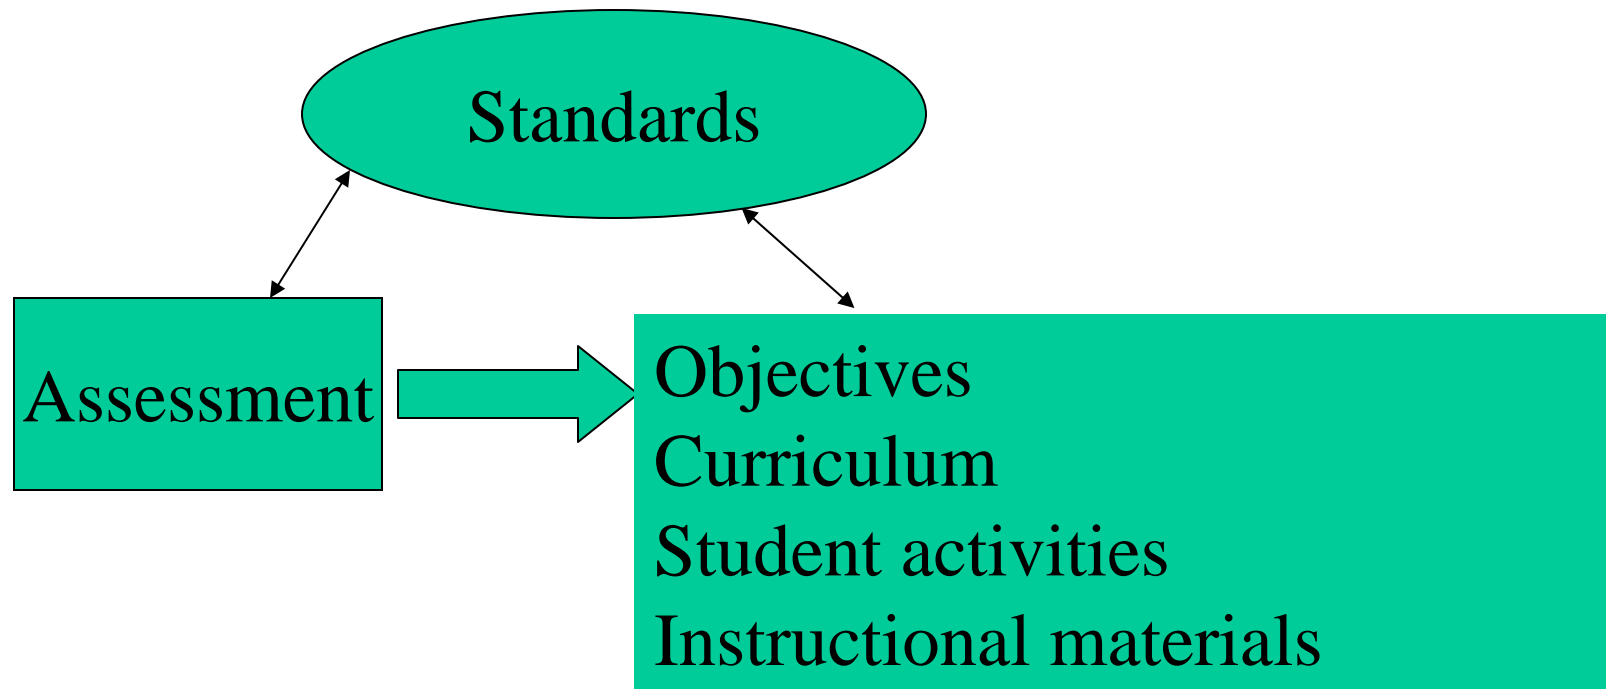 Standards
Assessment
Objectives
Curriculum
Student activities
Instructional materials